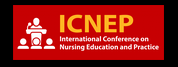 ICNEP
International Conference on
Nursing Education and Practice